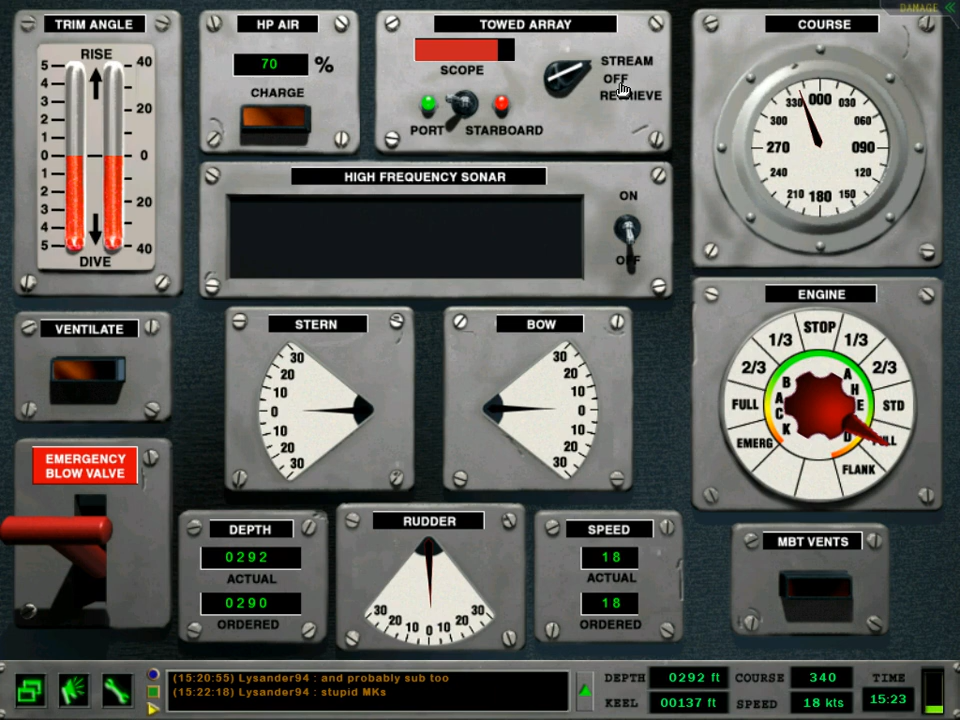 DAMAGE
TRIM ANGLE
RISE
5 40
4
3 20
2
1
0 0
1
2
3 20
4
5 40
DIVE
HP AIR
70 %
CHARGE
TOWED ARRAY
SCOPE
PORT STARBOARD
STREAM
OFF
RETRIEVE
COURSE
330 000 030
300 060
270 090
240 120
210 180 150
HIGH FREQUENCY SONAR
ON
OFF
VENTILATE
STERN
30
20
10
0
10
20
30
BOW
30
20
10
0
10
20
30
ENGINE
STOP
1/3 1/3
2/3 2/3
FULL STD
EMERG
FLANK
BACK
AHEAD
EMERGENCY
BLOW VALVE
DEPTH
0292
ACTUAL
0290
ORDERED
RUDDER
30 20 10 0 10 20 30
SPEED
18
ACTUAL
18
ORDERED
MBT VENTS
(15:20:55) Lysander94 : and probably sub too
(15:22:18) Lysander94 : stupid MKs
DEPTH 0292 ft COURSE 340 TIME
KEEL 00137 ft SPEED 18 kts 15:23